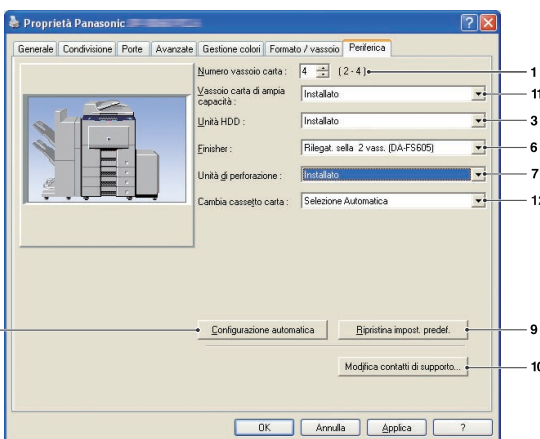 Proprietà Panasonic
Generale Condivisione Porte Avanzate Gestione colori Formato / vassoio Periferica
Numero vassoio carta : 4 ( 2 - 4 ) 1
Vassoio carta di ampia capacità : Installato 11
Unità HDD : Installato 3
Finisher : Rilegat. sella 2 vass. (DA-FS605) 6
Unità di perforazione : Installato 7
Cambia cassetto carta : Selezione Automatica 12
Configurazione automatica Ripristina impost. predef. 9
Modifica contatti di supporto... 10
OK Annulla Applica ?